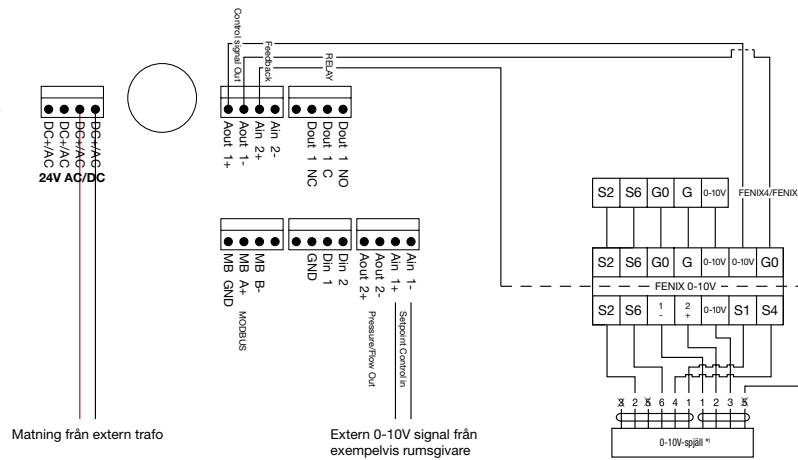 Control signal Out
Feedback
RELAY
DC+/AC
DC+/AC
DC+/AC
DC+/AC
24V AC/DC
Aout 1+
Aout 1-
Ain 2+
Ain 2-
Dout 1 NC
Dout 1 C
Dout 1 NO
S2 S6 G0 G 0-10V FENIX4/FENIX
MB GND
MB A+
MB B-
MODBUS
GND
Din 1
Din 2
Aout 2+
Aout 2-
Ain 1+
Ain 1-
Pressure/Flow Out
Setpoint Control in
S2 S6 G0 G 0-10V 0-10V G0
FENIX 0-10V
S2 S6 1 - 2 + 0-10V S1 S4
3 2 5 6 4 1 1 2 3 5
0-10V-spjäll *)
Matning från extern trafo
Extern 0-10V signal från
exempelvis rumsgivare